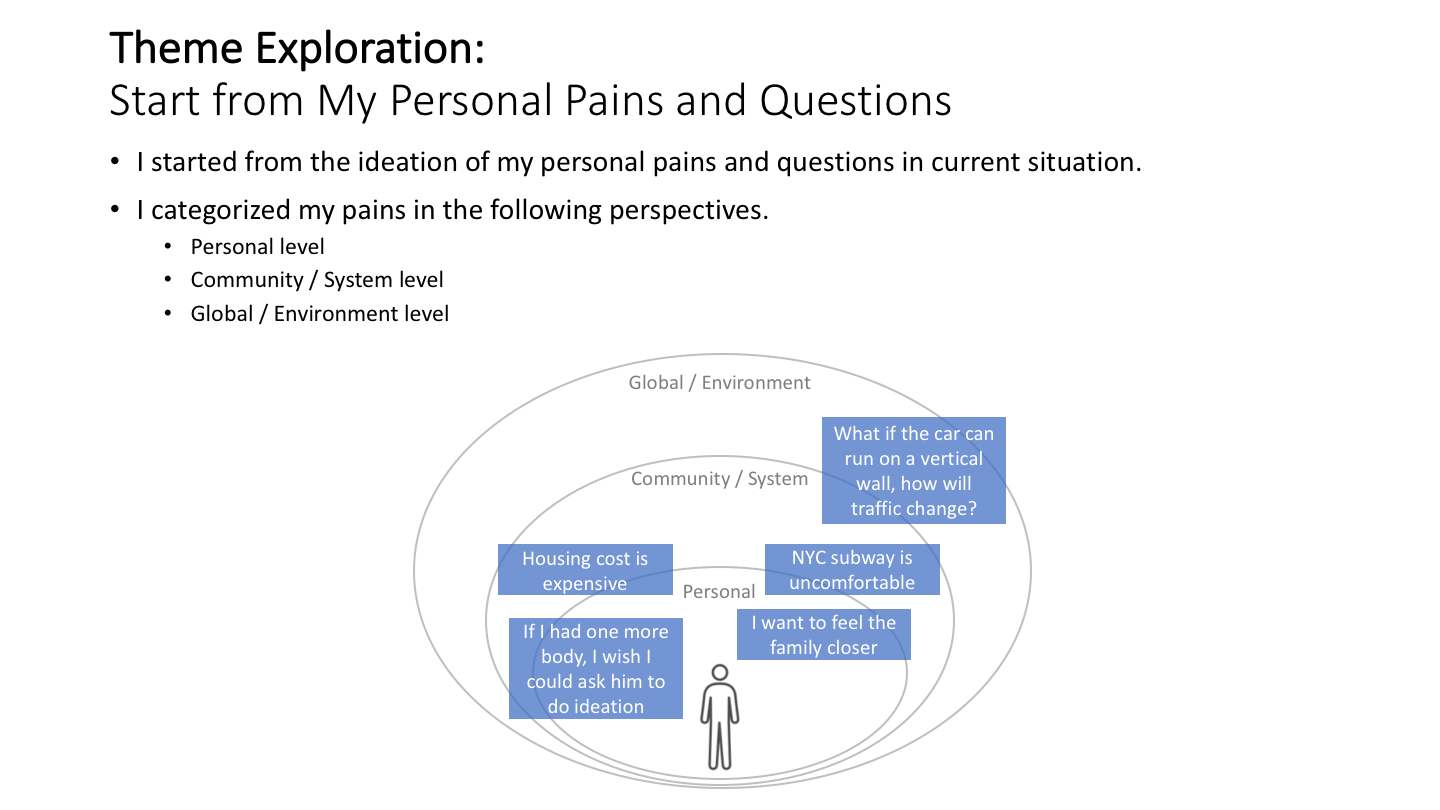 Theme Exploration:
Start from My Personal Pains and Questions
• I started from the ideation of my personal pains and questions in current situation.
• I categorized my pains in the following perspectives.
• Personal level
• Community / System level
• Global / Environment level
Global / Environment
What if the car can
run on a vertical
wall, how will
traffic change?
Community / System
Housing cost is
expensive
NYC subway is
uncomfortable
Personal
If I had one more
body, I wish I
could ask him to
do ideation
I want to feel the
family closer